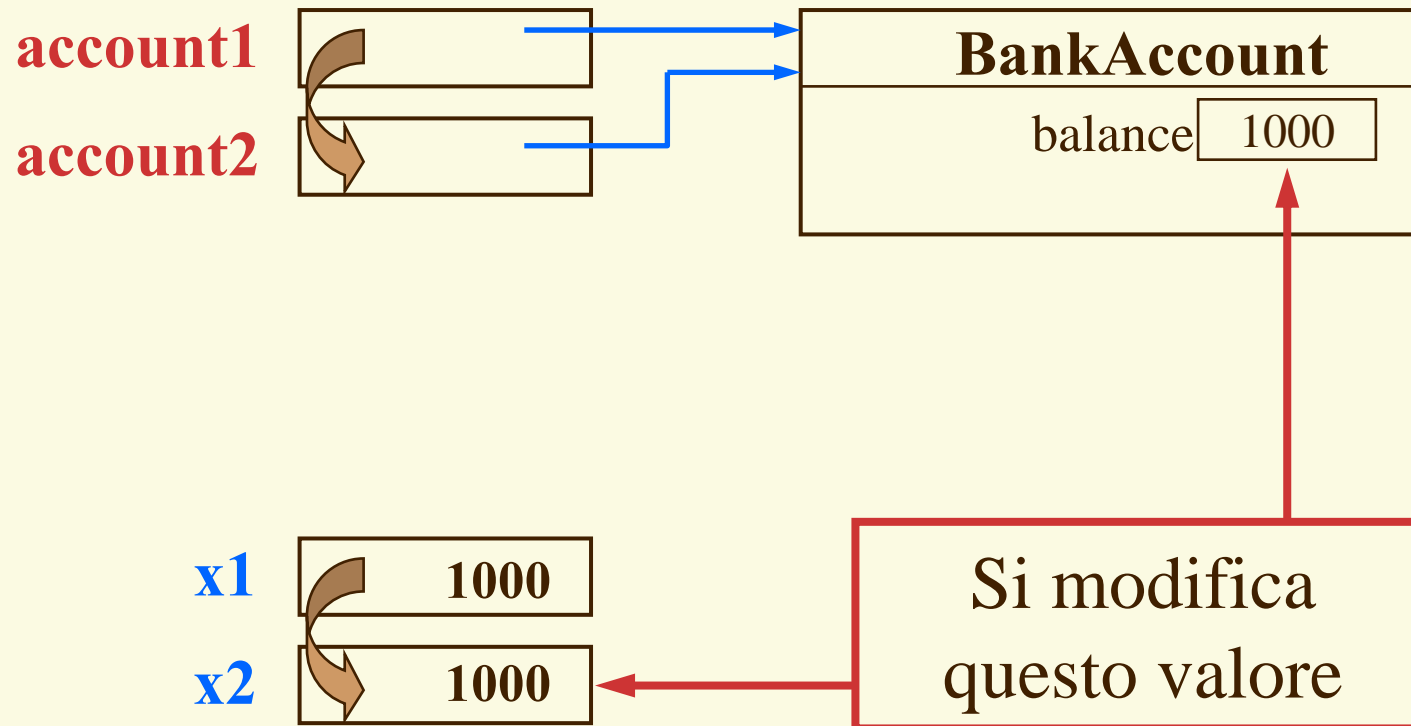 account1
BankAccount
account2
balance 1000
x1 1000
x2 1000
Si modifica
questo valore